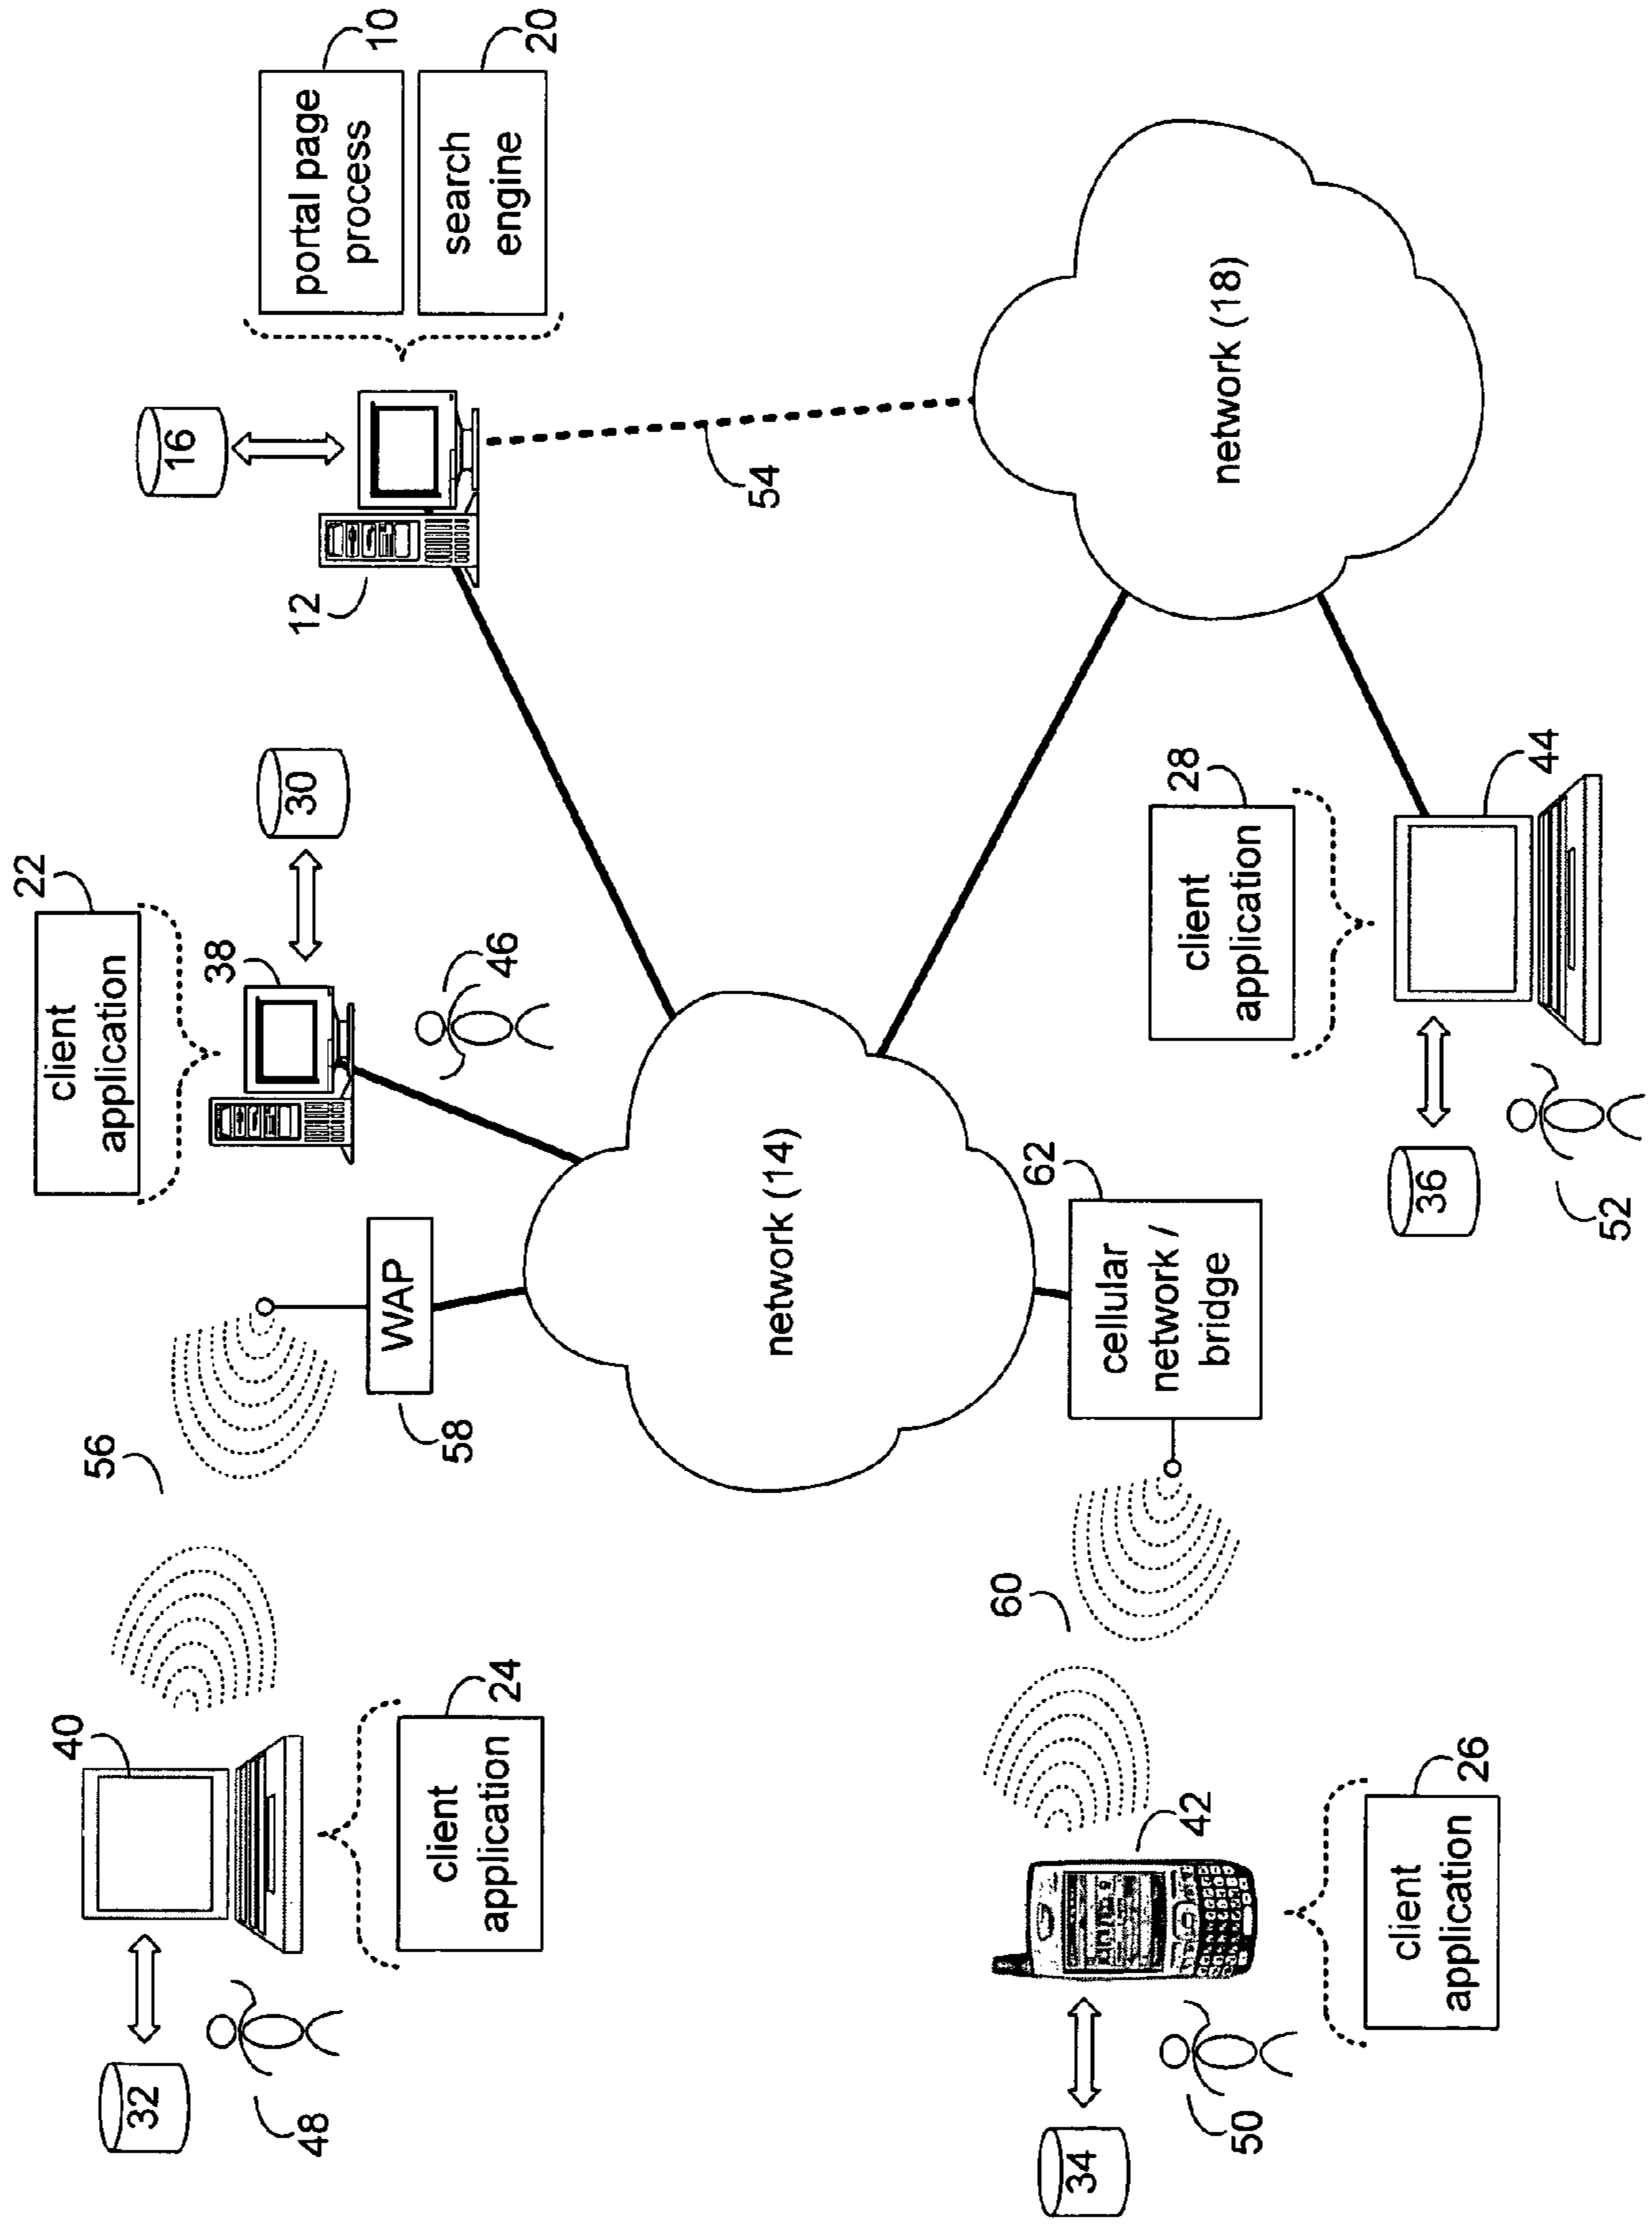 22
client
application
40
56
32
16
38
30
12
48
portal page
process
10
WAP
58
client
application
24
search
engine
20
46
54
network (14)
60
62
34
cellular
network /
bridge
42
28
client
application
network (18)
50
client
application
26
36
44
52